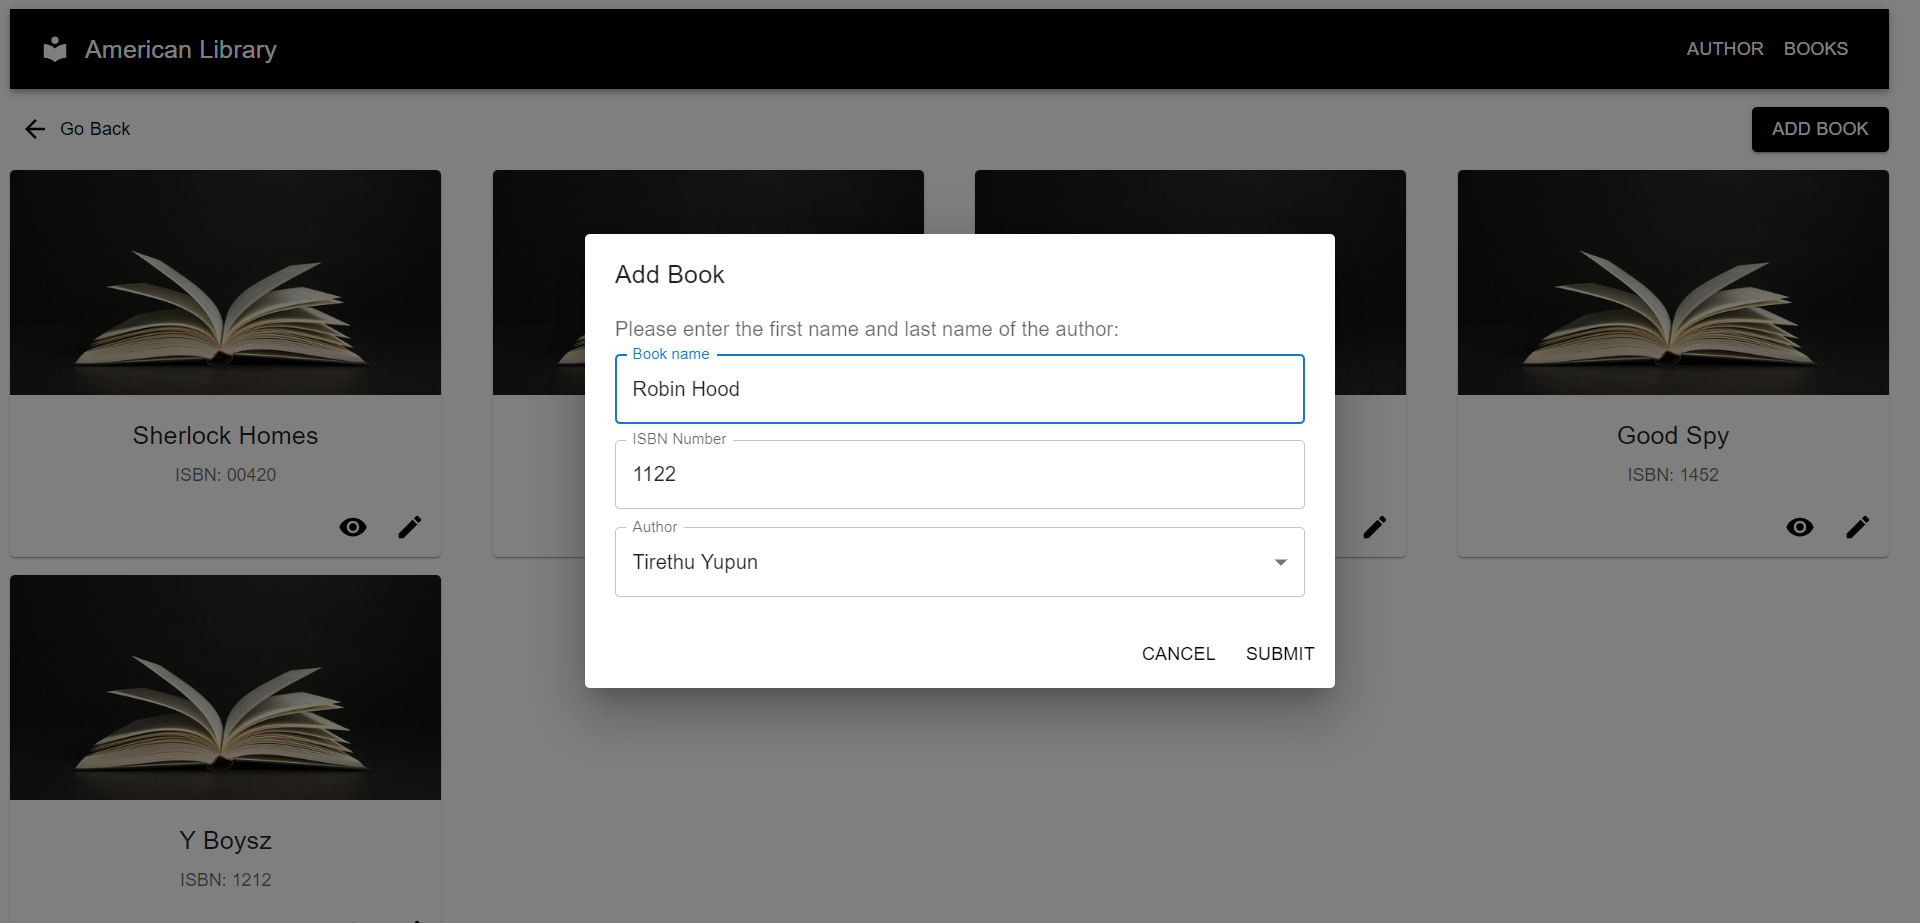 American Library
AUTHOR BOOKS
Go Back
ADD BOOK
Add Book
Please enter the first name and last name of the author:
Book name
Robin Hood
ISBN Number
1122
Author
Tirethu Yupun
CANCEL SUBMIT
Sherlock Homes
ISBN: 00420
Good Spy
ISBN: 1452
Y Boysz
ISBN: 1212